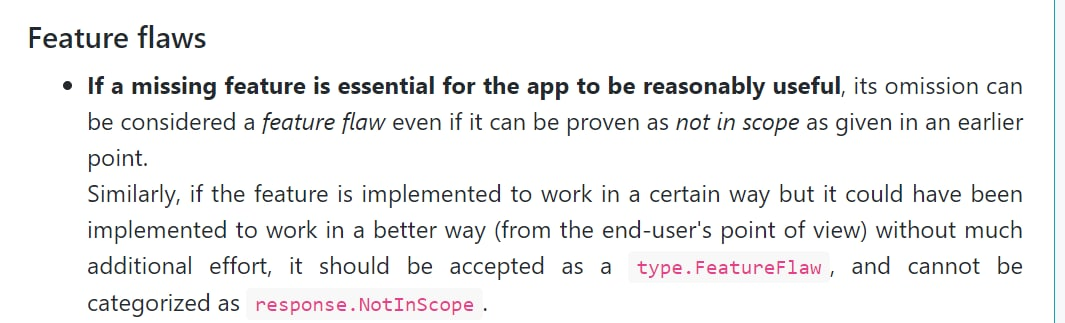 Feature flaws
• If a missing feature is essential for the app to be reasonably useful, its omission can
be considered a feature flaw even if it can be proven as not in scope as given in an earlier
point.
Similarly, if the feature is implemented to work in a certain way but it could have been
implemented to work in a better way (from the end-user's point of view) without much
additional effort, it should be accepted as a type.FeatureFlaw, and cannot be
categorized as response.NotInScope.